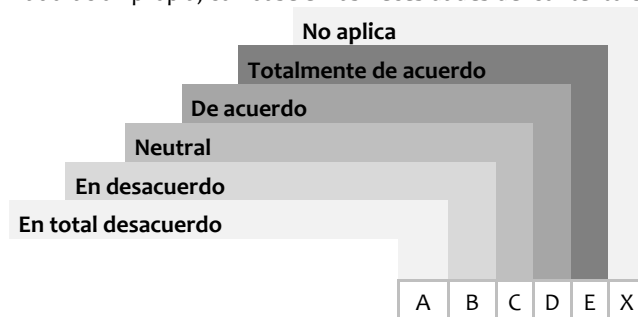 No aplica
Totalmente de acuerdo
De acuerdo
Neutral
En desacuerdo
En total desacuerdo
A B C D E X